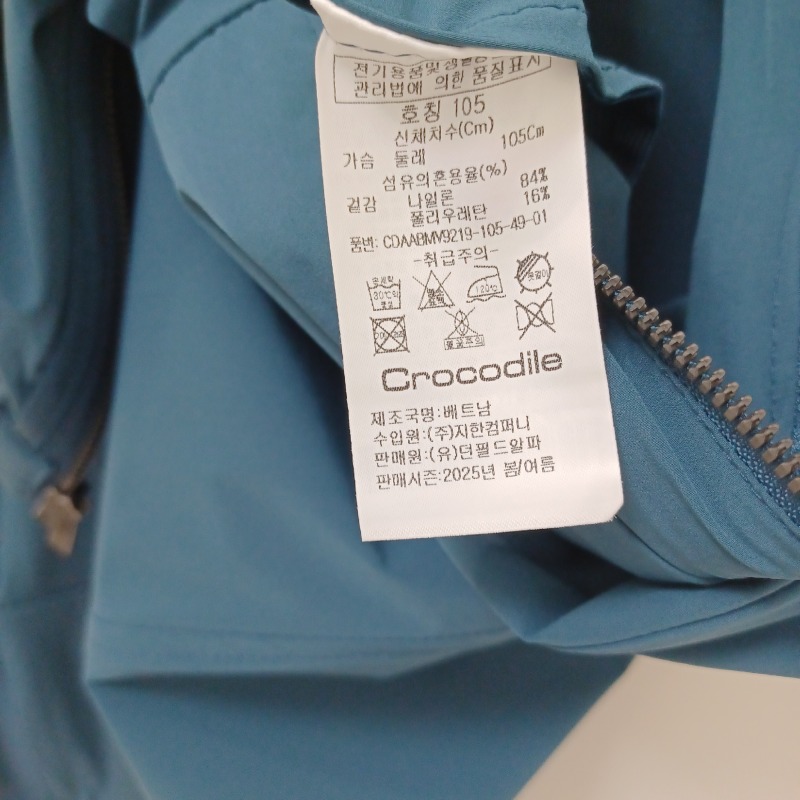 전기용품및생활용
관리법에 의한 품질표시
호칭 105
신체치수(Cm)
가슴 둘레 105Cm
섬유의혼용율(%)
겉감 나일론 84%
폴리우레탄 16%
품번: CDAABMV9219-105-49-01
-취급주의-
30℃
120℃
Crocodile
제조국명:베트남
수입원:(주)지한컴퍼니
판매원:(유)던필드알파
판매시즌:2025년 봄/여름